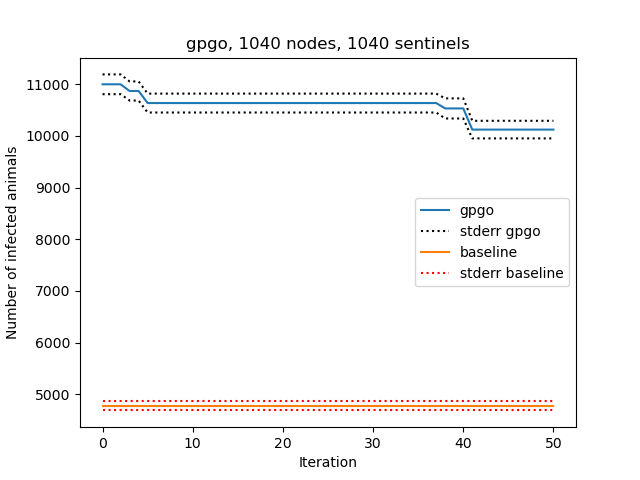 gpgo, 1040 nodes, 1040 sentinels
Number of infected animals
11000
10000
9000
8000
7000
6000
5000
gpgo
stderr gpgo
baseline
stderr baseline
0 10 20 30 40 50
Iteration